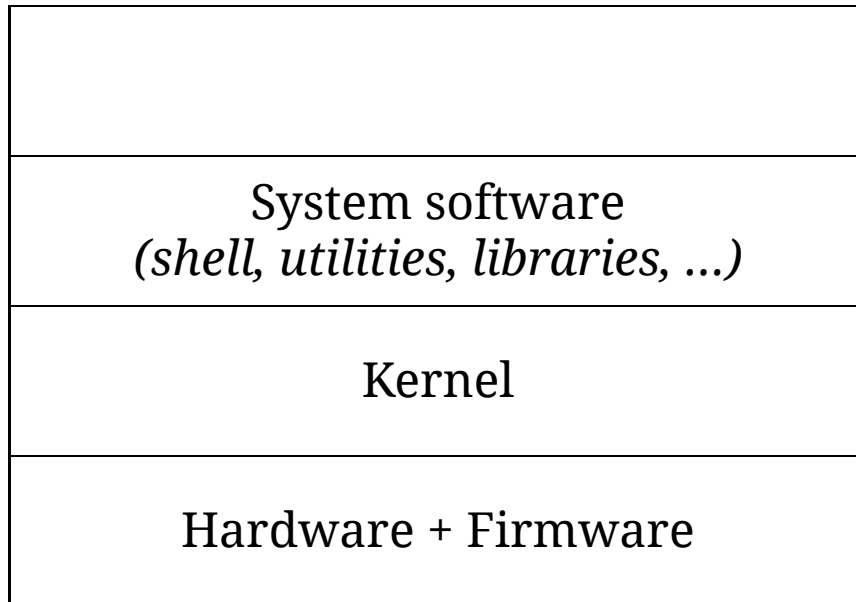 System software
(shell, utilities, libraries, ...)
Kernel
Hardware + Firmware